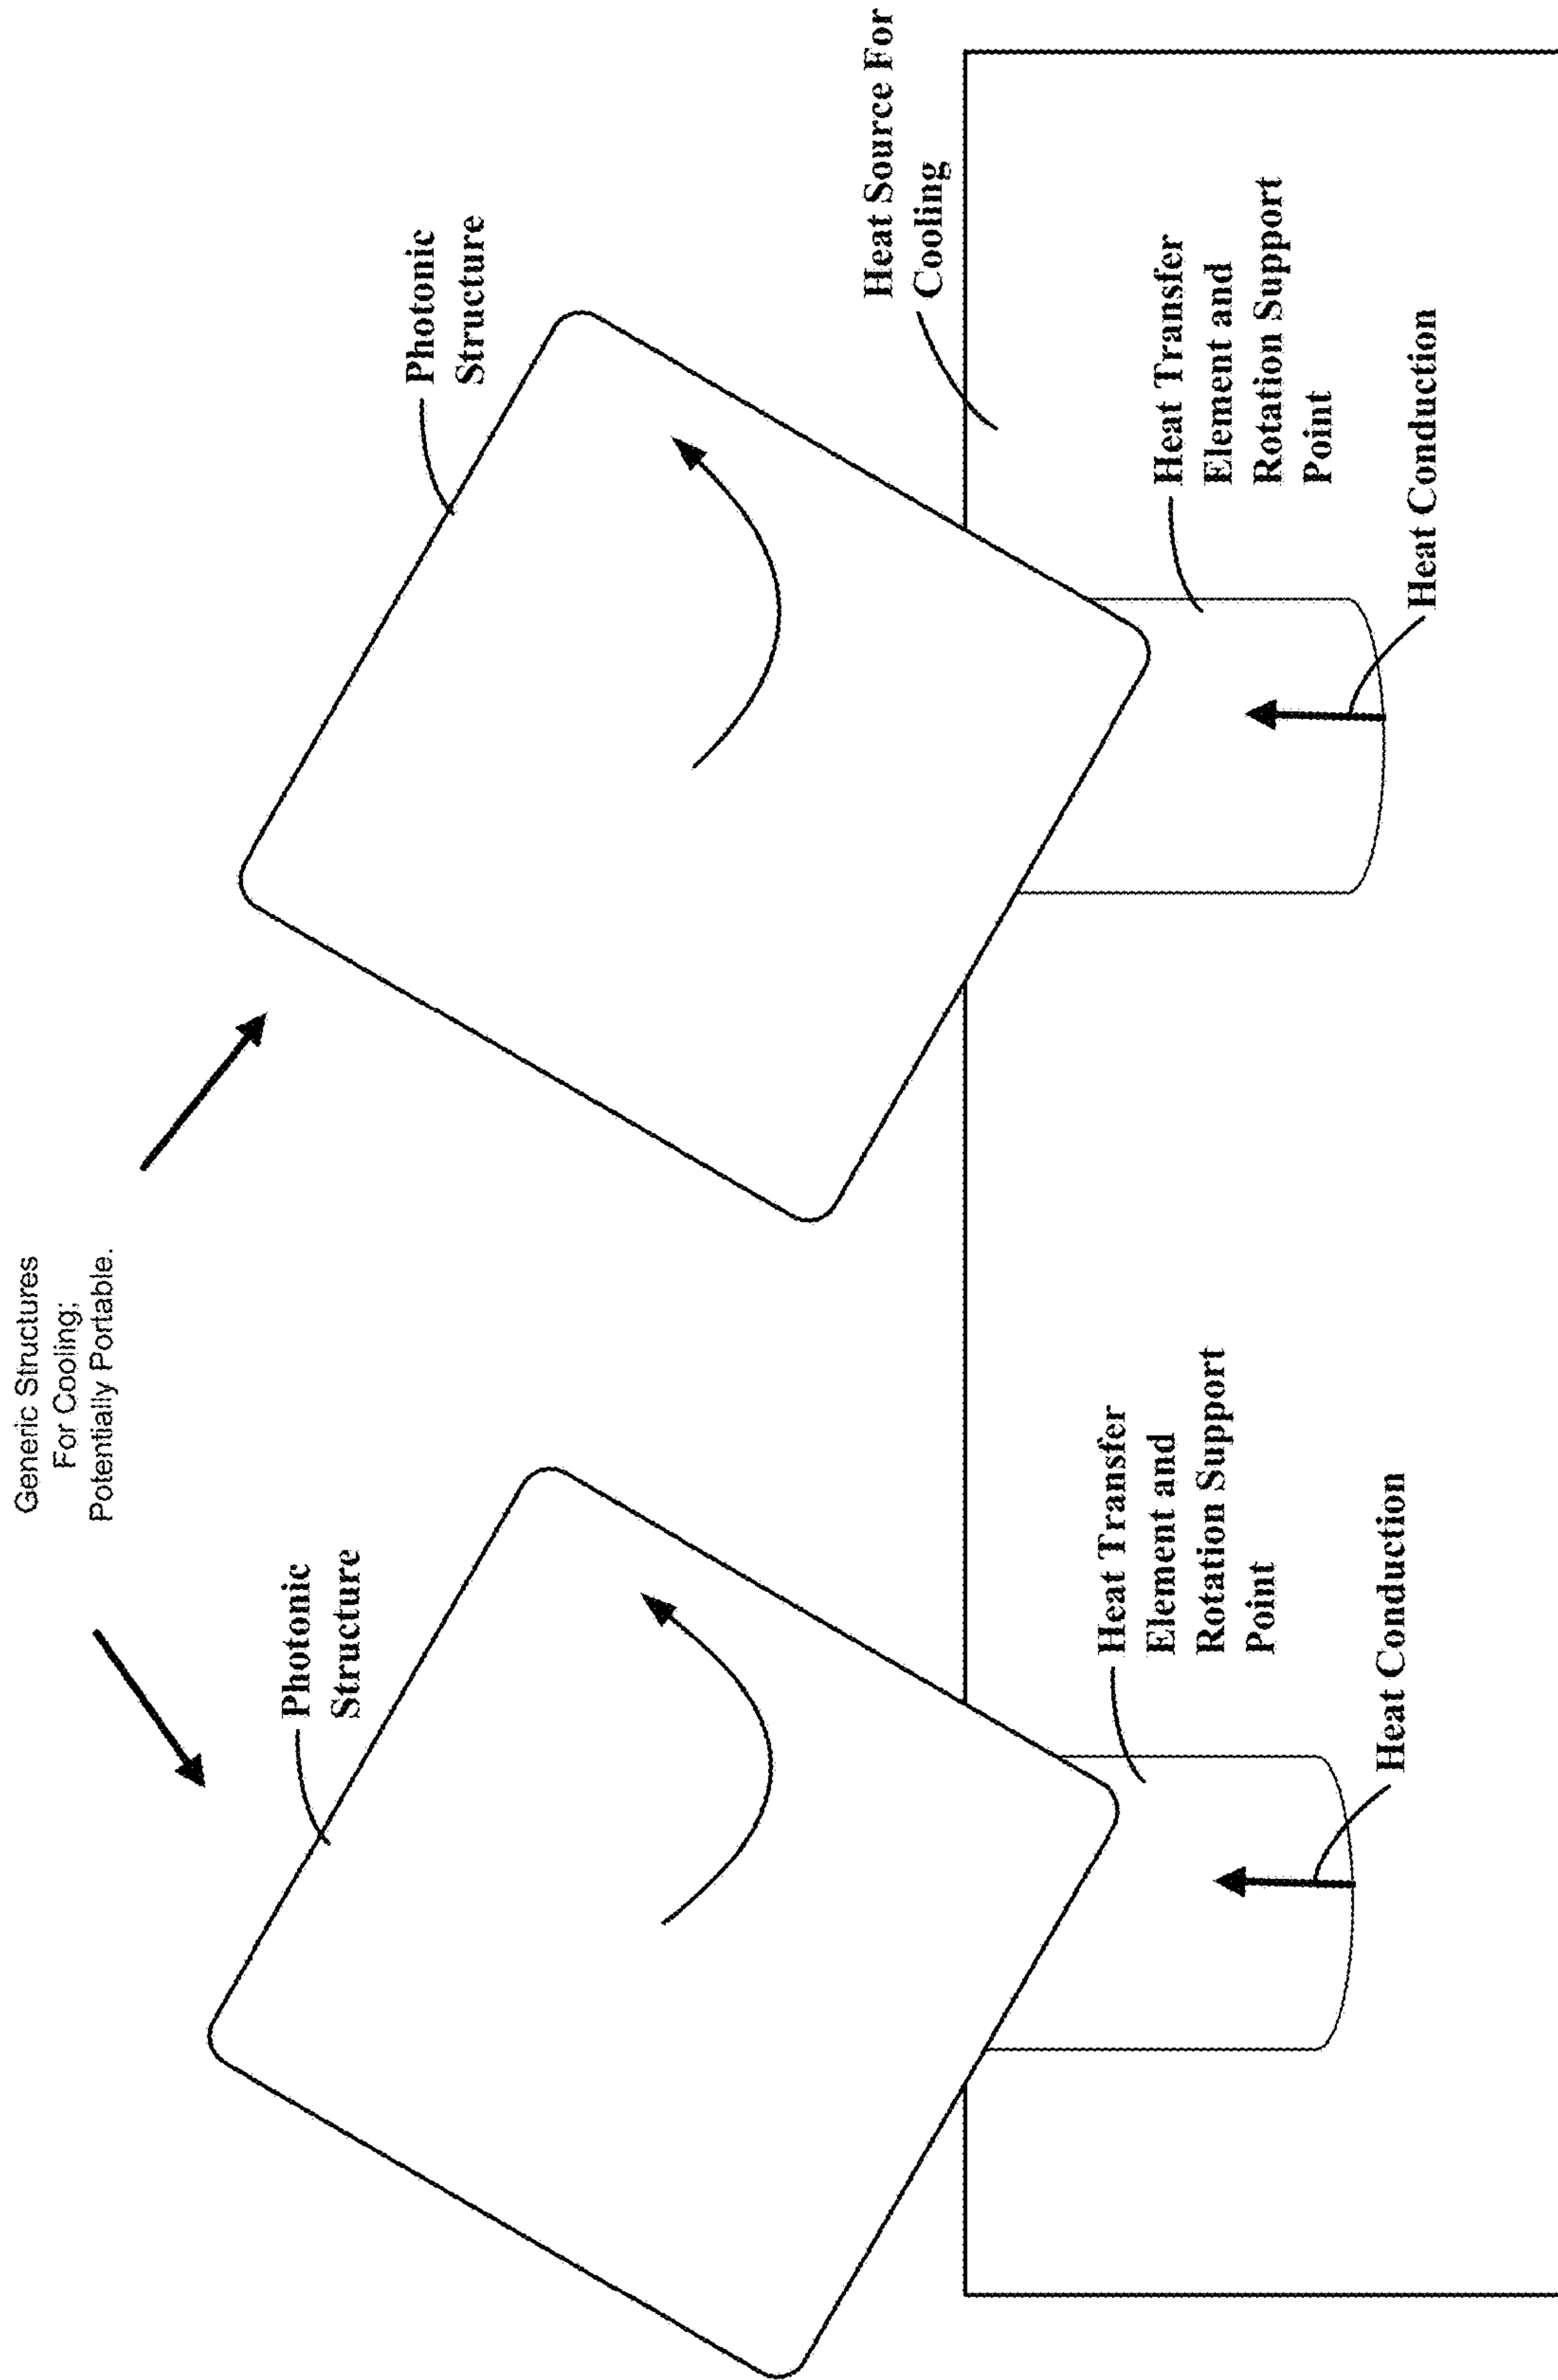 Generic Structures
For Cooling;
Potentially Portable.
Photonic
Structure
Photonic
Structure
Heat Source For
Cooling
Heat Transfer
Element and
Rotation Support
Point
Heat Conduction
Heat Transfer
Element and
Rotation Support
Point
Heat Conduction